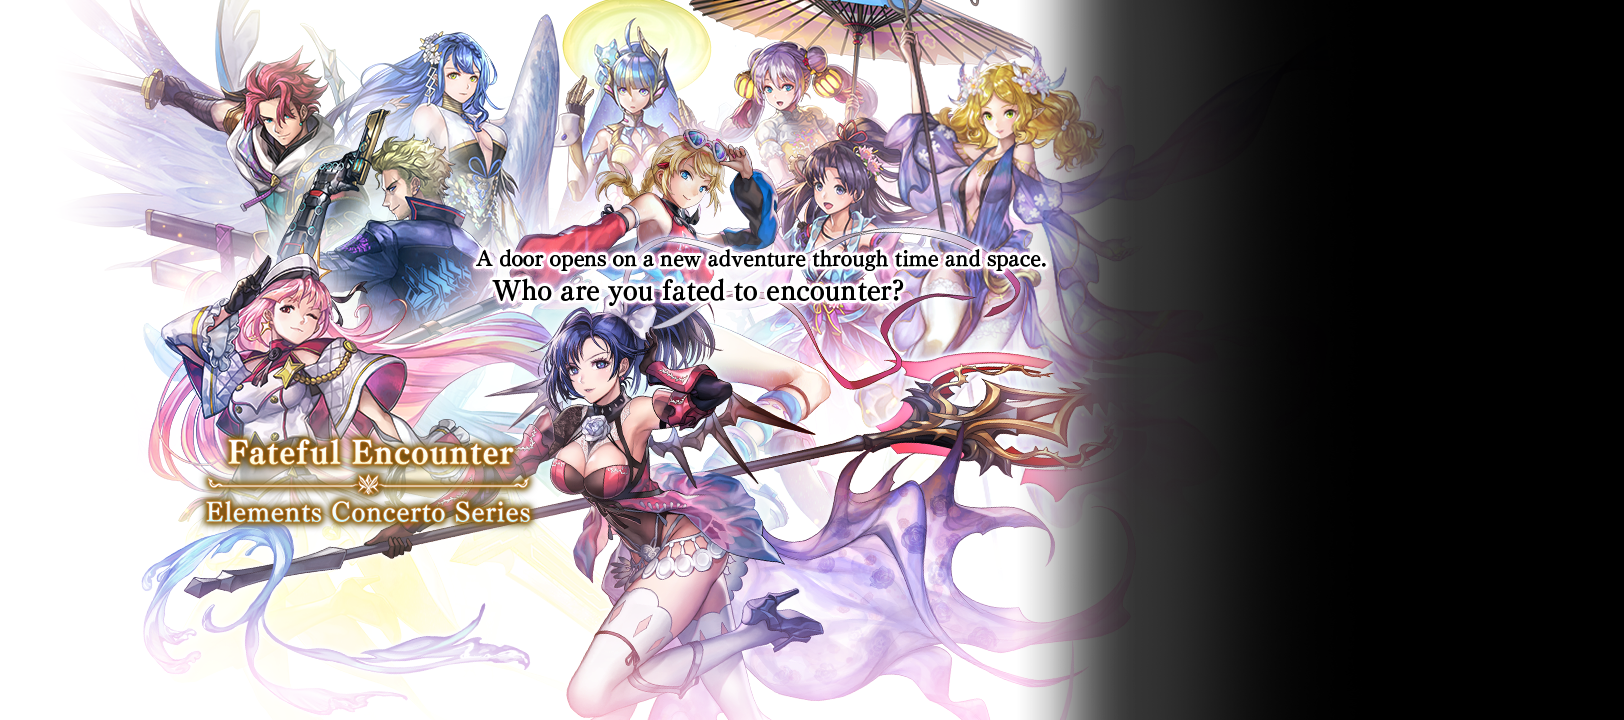 A door opens on a new adventure through time and space.
Who are you fated to encounter?
Fateful Encounter
Elements Concerto Series